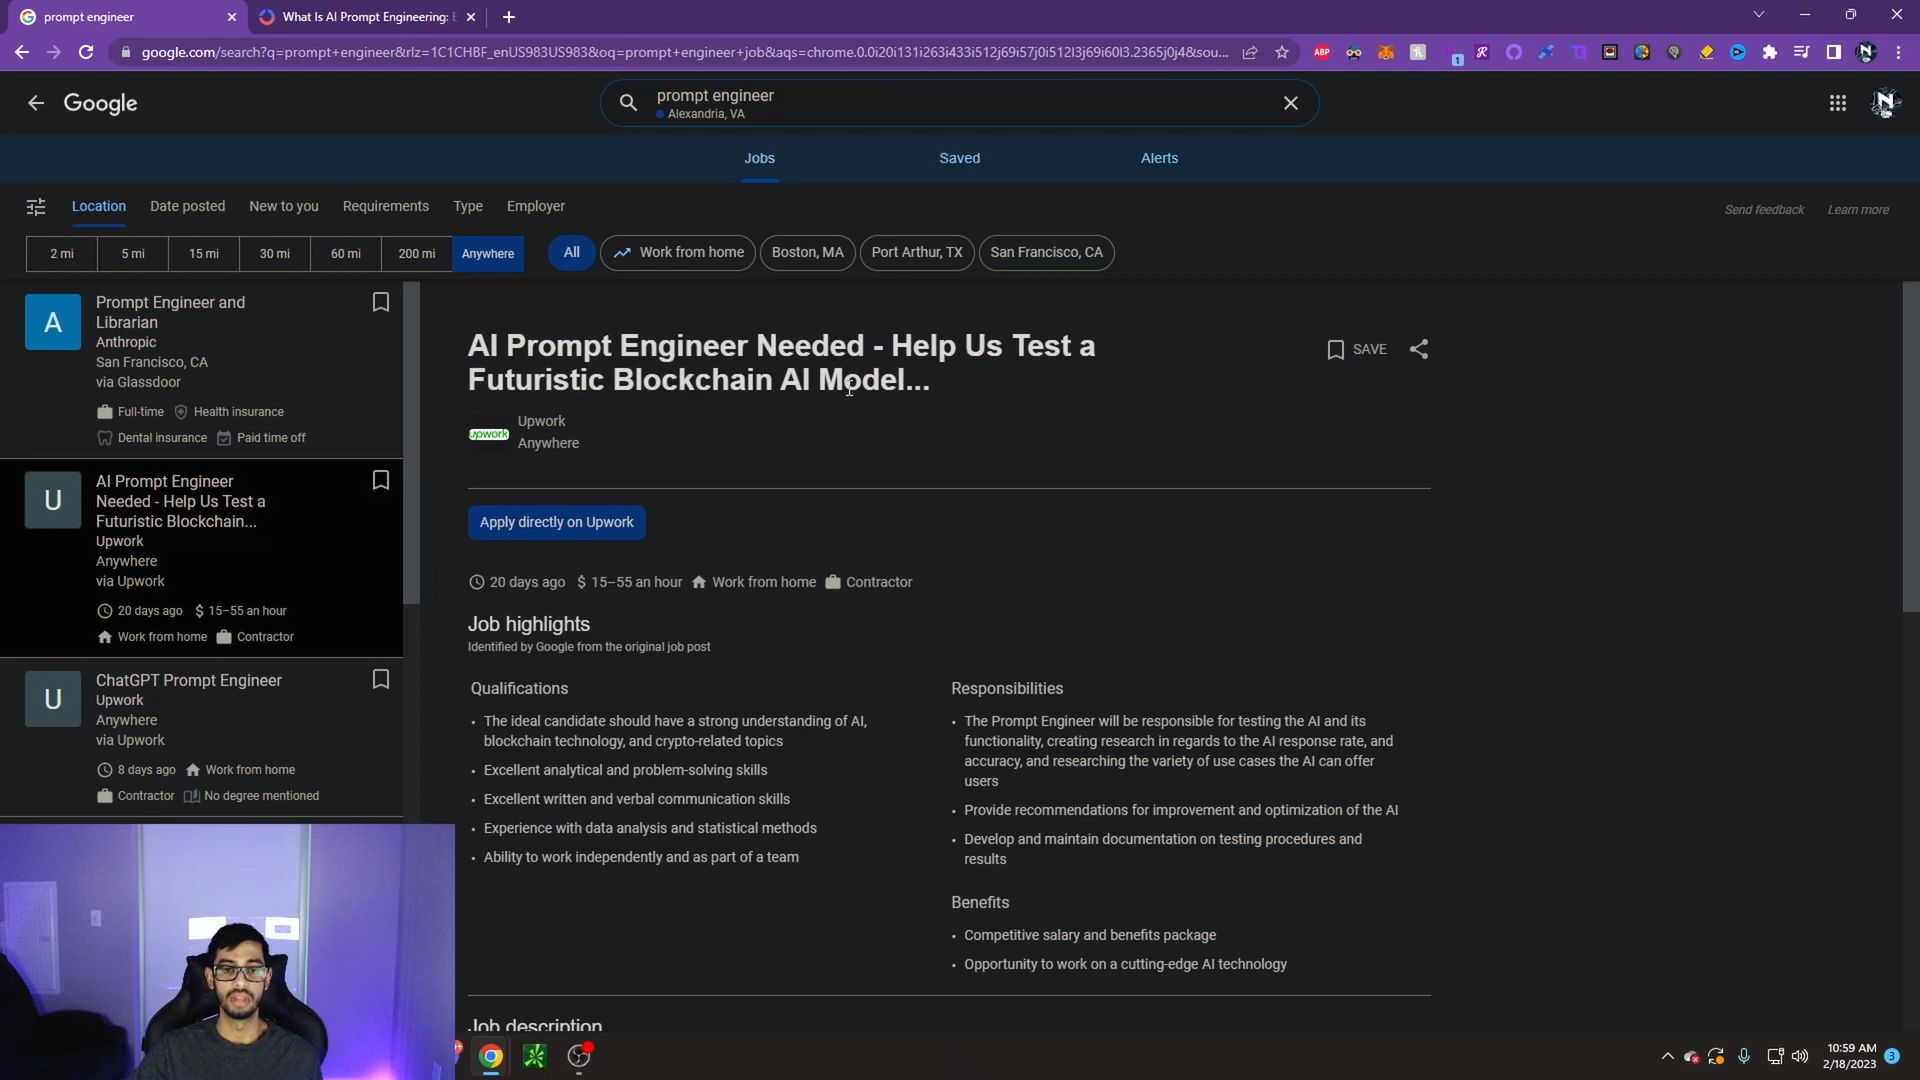 prompt engineer
What Is AI Prompt Engineering: E
google.com/search?q=prompt+engineer&rlz=1C1CHBF_enUS983US983&oq=prompt+engineer+job&aqs=chrome.0.0i20i131i263i433i512j69i57j0i512l3j69i60l3.2365j0j4&sou...
ABP
1
Google
prompt engineer
Alexandria, VA
Jobs
Saved
Alerts
Location
Date posted
New to you
Requirements
Type
Employer
Send feedback
Learn more
2 mi
5 mi
15 mi
30 mi
60 mi
200 mi
Anywhere
All
Work from home
Boston, MA
Port Arthur, TX
San Francisco, CA
A
Prompt Engineer and
Librarian
Anthropic
San Francisco, CA
via Glassdoor
Full-time
Health insurance
Dental insurance
Paid time off
U
AI Prompt Engineer
Needed - Help Us Test a
Futuristic Blockchain...
Upwork
Anywhere
via Upwork
20 days ago
$ 15–55 an hour
Work from home
Contractor
U
ChatGPT Prompt Engineer
Upwork
Anywhere
via Upwork
8 days ago
Work from home
Contractor
No degree mentioned
AI Prompt Engineer Needed - Help Us Test a
Futuristic Blockchain AI Model...
SAVE
upwork
Upwork
Anywhere
Apply directly on Upwork
20 days ago
$ 15–55 an hour
Work from home
Contractor
Job highlights
Identified by Google from the original job post
Qualifications
• The ideal candidate should have a strong understanding of AI,
blockchain technology, and crypto-related topics
• Excellent analytical and problem-solving skills
• Excellent written and verbal communication skills
• Experience with data analysis and statistical methods
• Ability to work independently and as part of a team
Responsibilities
• The Prompt Engineer will be responsible for testing the AI and its
functionality, creating research in regards to the AI response rate, and
accuracy, and researching the variety of use cases the AI can offer
users
• Provide recommendations for improvement and optimization of the AI
• Develop and maintain documentation on testing procedures and
results
Benefits
• Competitive salary and benefits package
• Opportunity to work on a cutting-edge AI technology
Job description
10:59 AM
2/18/2023
3